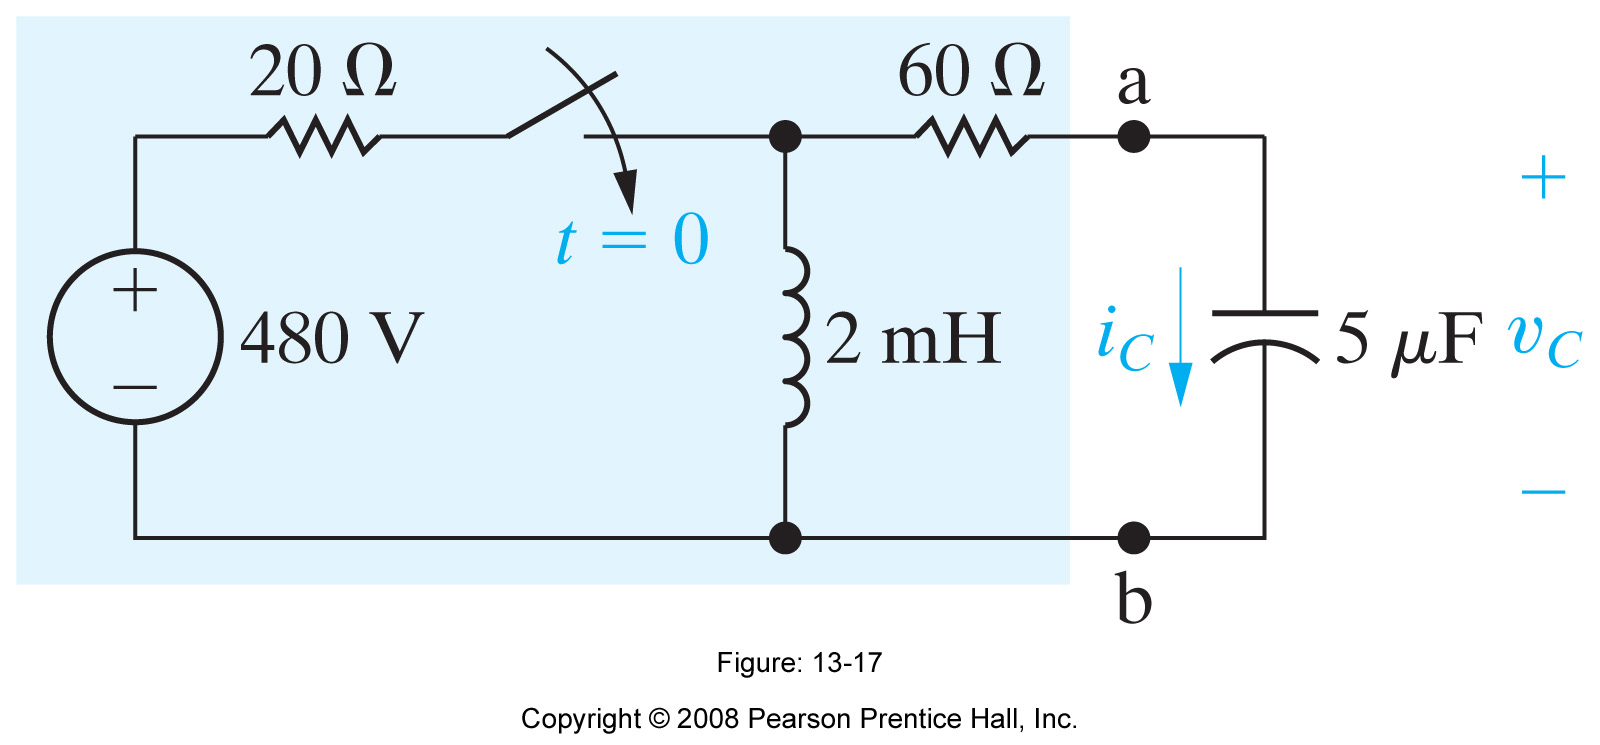 20 Ω
60 Ω
a
t = 0
+
480 V
−
2 mH
i_C
5 μF
+
v_C
−
b
Figure: 13-17
Copyright © 2008 Pearson Prentice Hall, Inc.